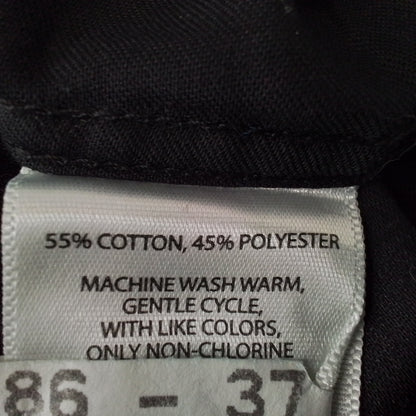 55% COTTON, 45% POLYESTER
MACHINE WASH WARM,
GENTLE CYCLE,
WITH LIKE COLORS,
ONLY NON-CHLORINE
86 - 37